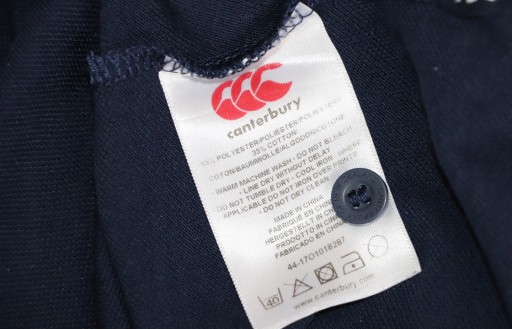 canterbury
POLYESTER/POLIESTER/POLYESTER/
35% COTTON/
COTON/BAUMWOLLE/ALGODON/COTONE/
WARM MACHINE WASH - DO NOT BLEACH
- LINE DRY WITHOUT DELAY
DO NOT TUMBLE DRY - COOL IRON WHERE
APPLICABLE DO NOT IRON OVER PRINTS
- DO NOT DRY CLEAN
MADE IN CHINA
FABRIQUE EN CHINE
HERGESTELLT IN CHINA
PRODOTTO IN CINA
FABRICADO EN CHINA
44-17O1018287
40
www.canterbury.com